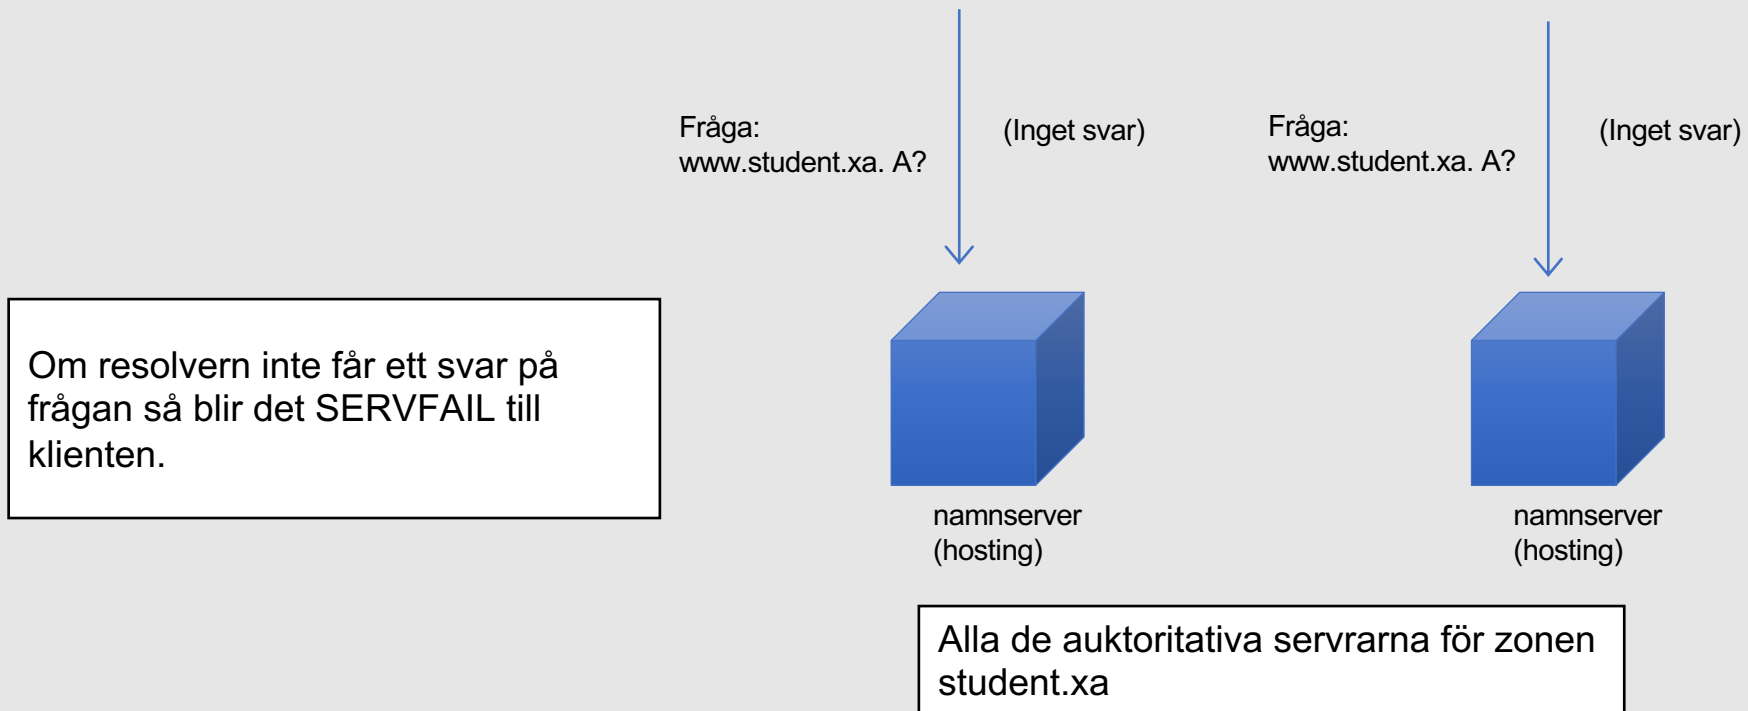 Fråga:
www.student.xa. A?
(Inget svar)
Fråga:
www.student.xa. A?
(Inget svar)
Om resolvern inte får ett svar på
frågan så blir det SERVFAIL till
klienten.
namnserver
(hosting)
namnserver
(hosting)
Alla de auktoritativa servrarna för zonen
student.xa